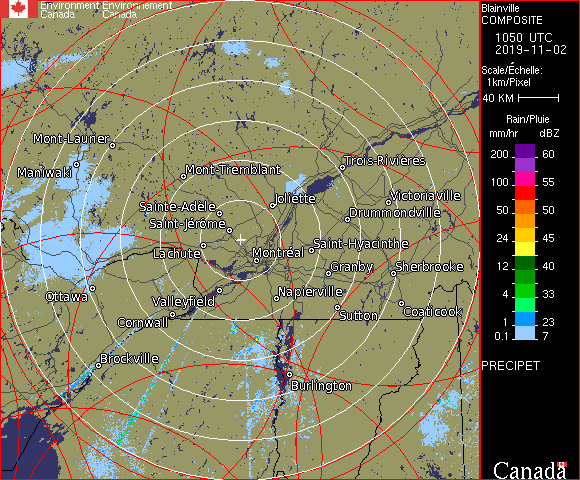 Environment Environnement
Canada Canada
Blainville
COMPOSITE
1050 UTC
2019-11-02
Scale/Échelle:
1km/Pixel
40 KM
Rain/Pluie
mm/hr dBZ
200 60
100 55
50 50
24 45
12 40
4 33
1 23
0.1 7
PRECIPET
Mont-Laurier
Maniwaki
Mont-Tremblant
Trois-Rivières
Sainte-Adèle
Joliette
Victoriaville
Saint-Jérôme
Drummondville
Lachute
Montréal
Saint-Hyacinthe
Granby
Sherbrooke
Ottawa
Valleyfield
Napierville
Cornwall
Sutton
Coaticook
Brockville
Burlington
Canada